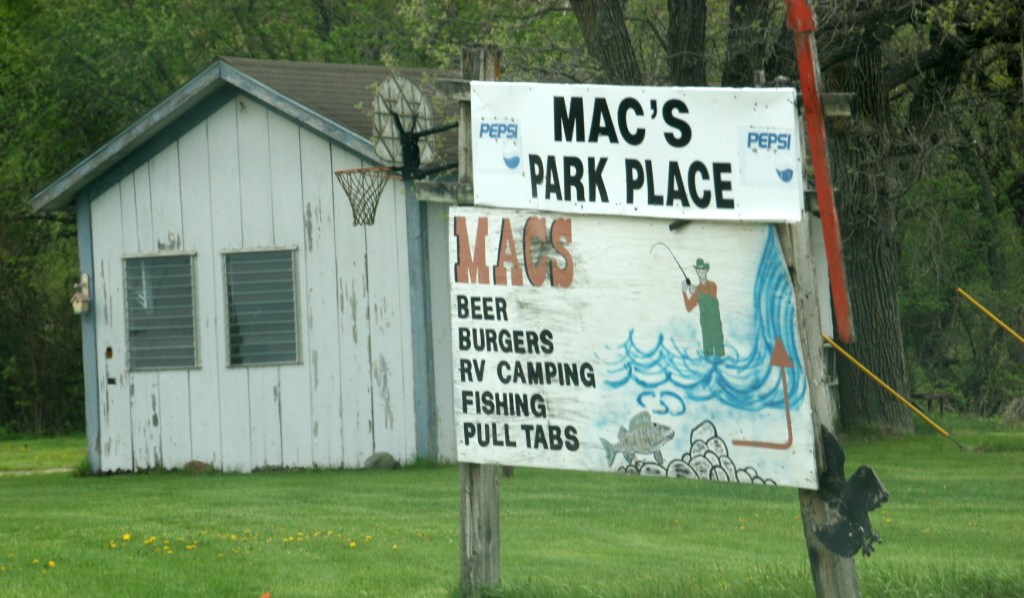 MAC'S
PEPSI PEPSI
PARK PLACE
MACS
BEER
BURGERS
RV CAMPING
FISHING
PULL TABS